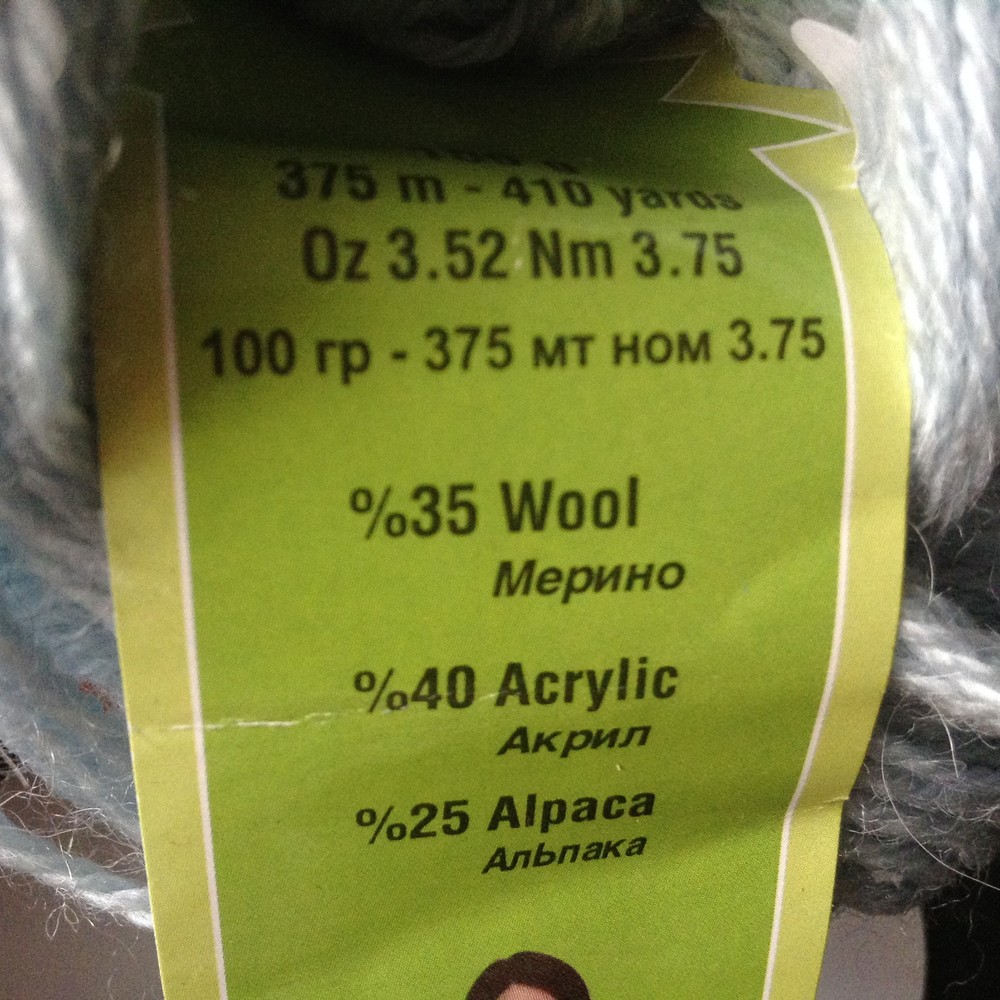 100 g
375 m - 410 yards
Oz 3.52 Nm 3.75
100 гр - 375 мт ном 3.75
%35 Wool
Мерино
%40 Acrylic
Акрил
%25 Alpaca
АлЬпака